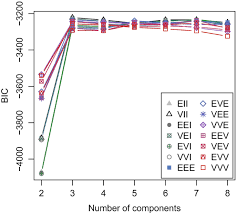 -3200
-3400
-3600
-3800
-4000
BIC
2 3 4 5 6 7 8
Number of components
EII EVE
VII VEE
EEI VVE
VEI EEV
EVI VEV
VVI EVV
EEE VVV